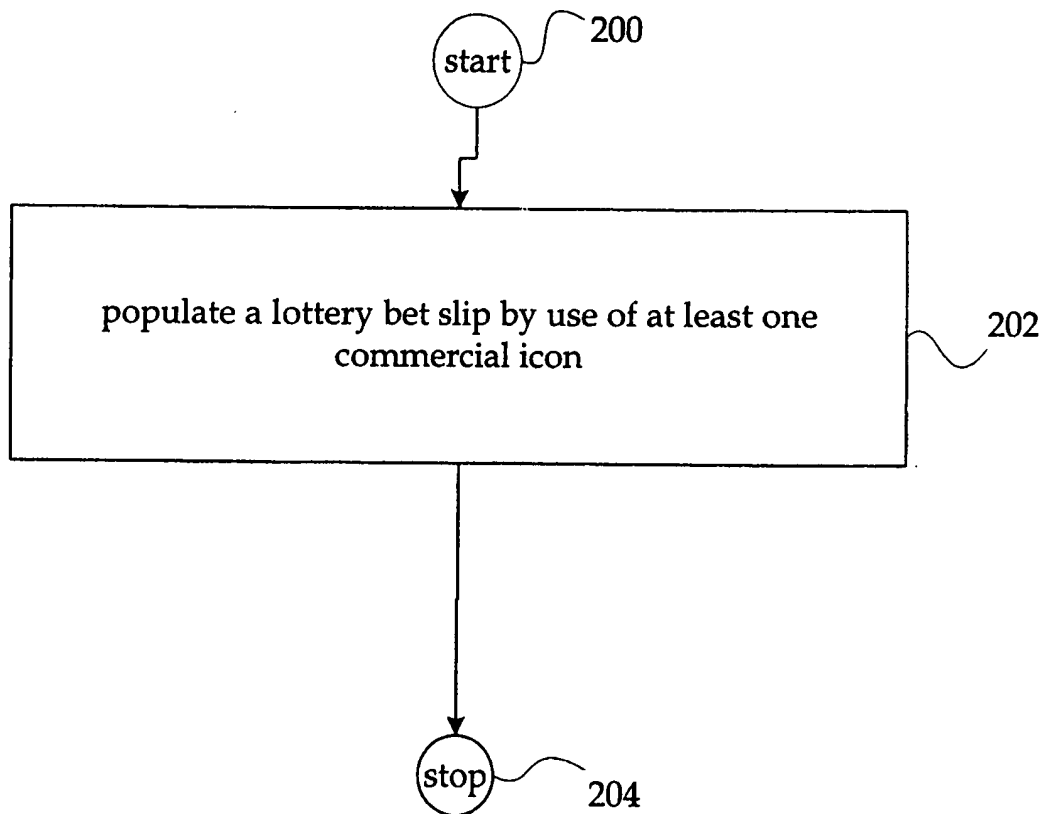 start
200
populate a lottery bet slip by use of at least one
commercial icon
202
stop
204